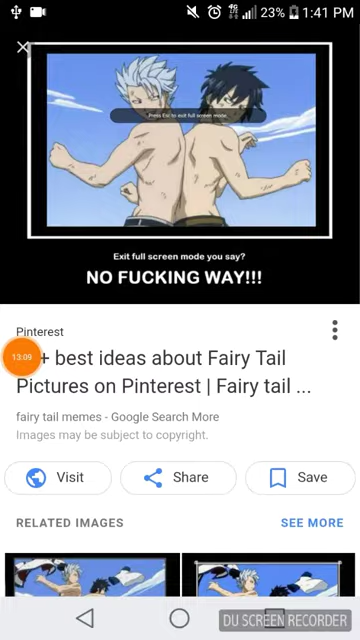 4G
23% 1:41 PM
Press Esc to exit full screen mode.
Exit full screen mode you say?
NO FUCKING WAY!!!
Pinterest
13:09
+ best ideas about Fairy Tail
Pictures on Pinterest | Fairy tail ...
fairy tail memes - Google Search More
Images may be subject to copyright.
Visit Share Save
RELATED IMAGES SEE MORE
DU SCREEN RECORDER